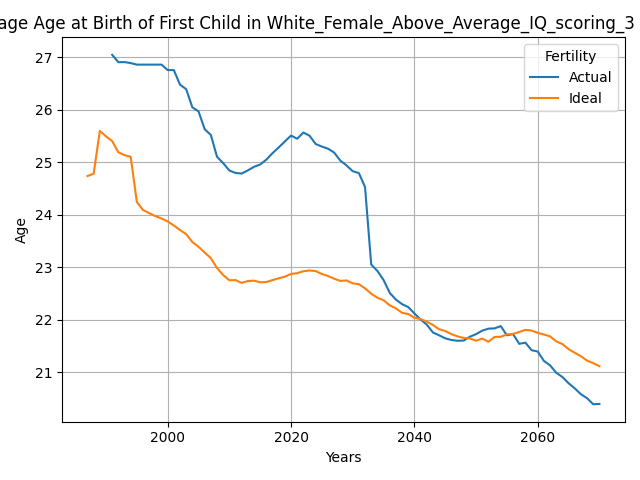 age Age at Birth of First Child in White_Female_Above_Average_IQ_scoring_3
Fertility
Actual
Ideal
27
26
25
24
23
22
21
Age
2000
2020
2040
2060
Years